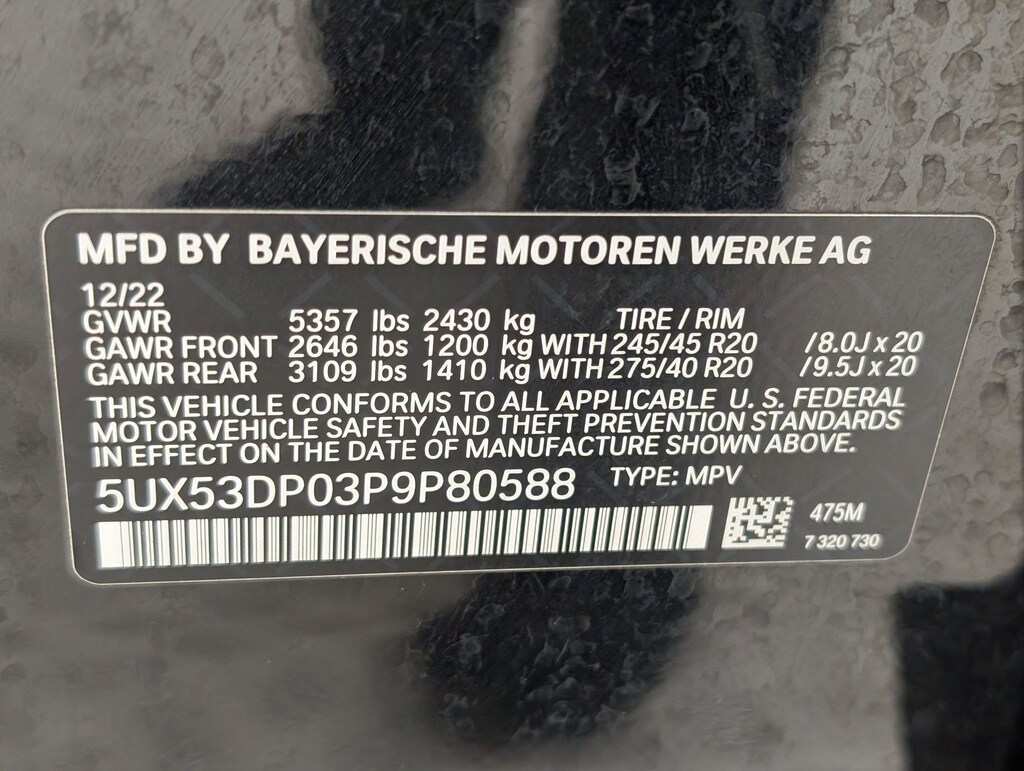 MFD BY BAYERISCHE MOTOREN WERKE AG
12/22
GVWR 5357 lbs 2430 kg TIRE / RIM
GAWR FRONT 2646 lbs 1200 kg WITH 245/45 R20 /8.0J x 20
GAWR REAR 3109 lbs 1410 kg WITH 275/40 R20 /9.5J x 20
THIS VEHICLE CONFORMS TO ALL APPLICABLE U. S. FEDERAL
MOTOR VEHICLE SAFETY AND THEFT PREVENTION STANDARDS
IN EFFECT ON THE DATE OF MANUFACTURE SHOWN ABOVE.
5UX53DP03P9P80588 TYPE: MPV
475M
7 320 730